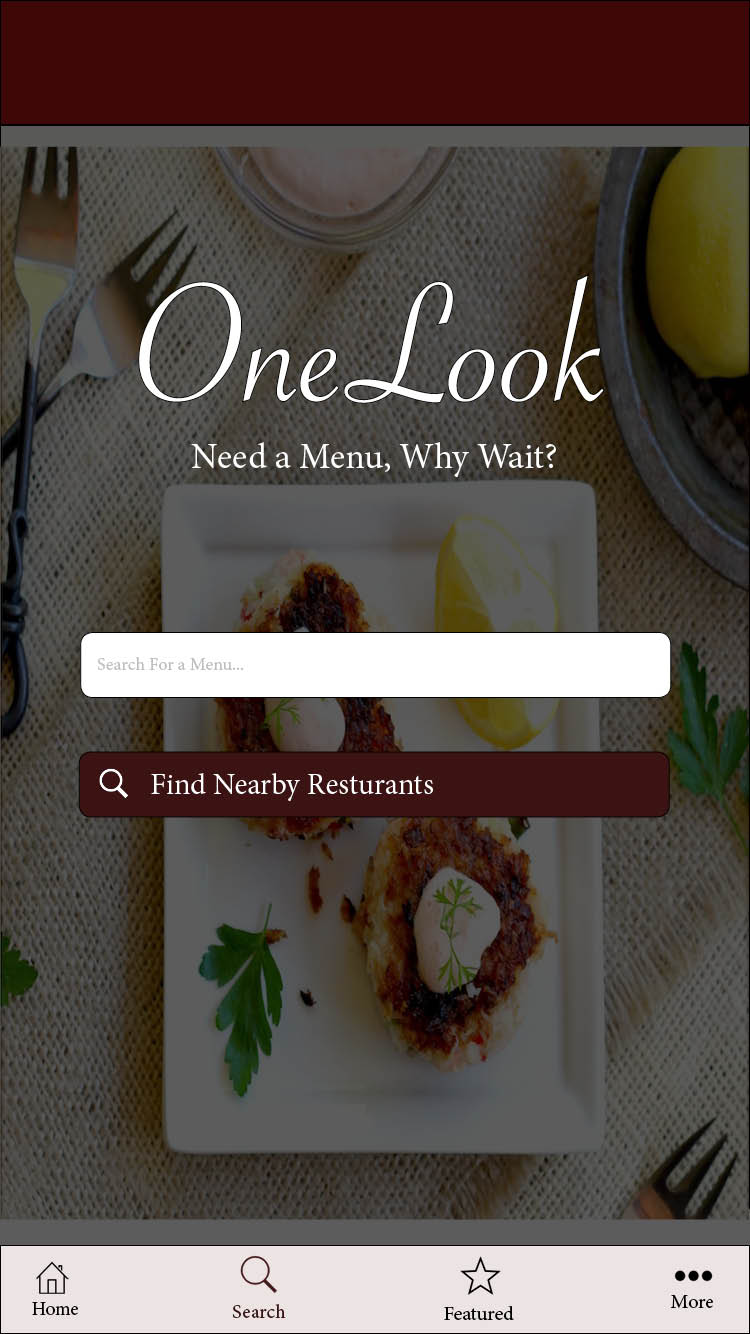 OneLook
Need a Menu, Why Wait?
Search For a Menu...
Find Nearby Resturants
Home
Search
Featured
More